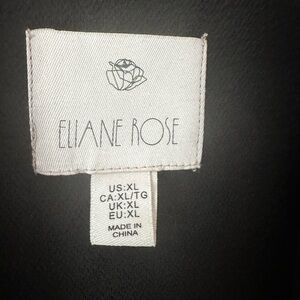 ELIANE ROSE
US:XL
CA:XL/TG
UK:XL
EU:XL
MADE IN
CHINA